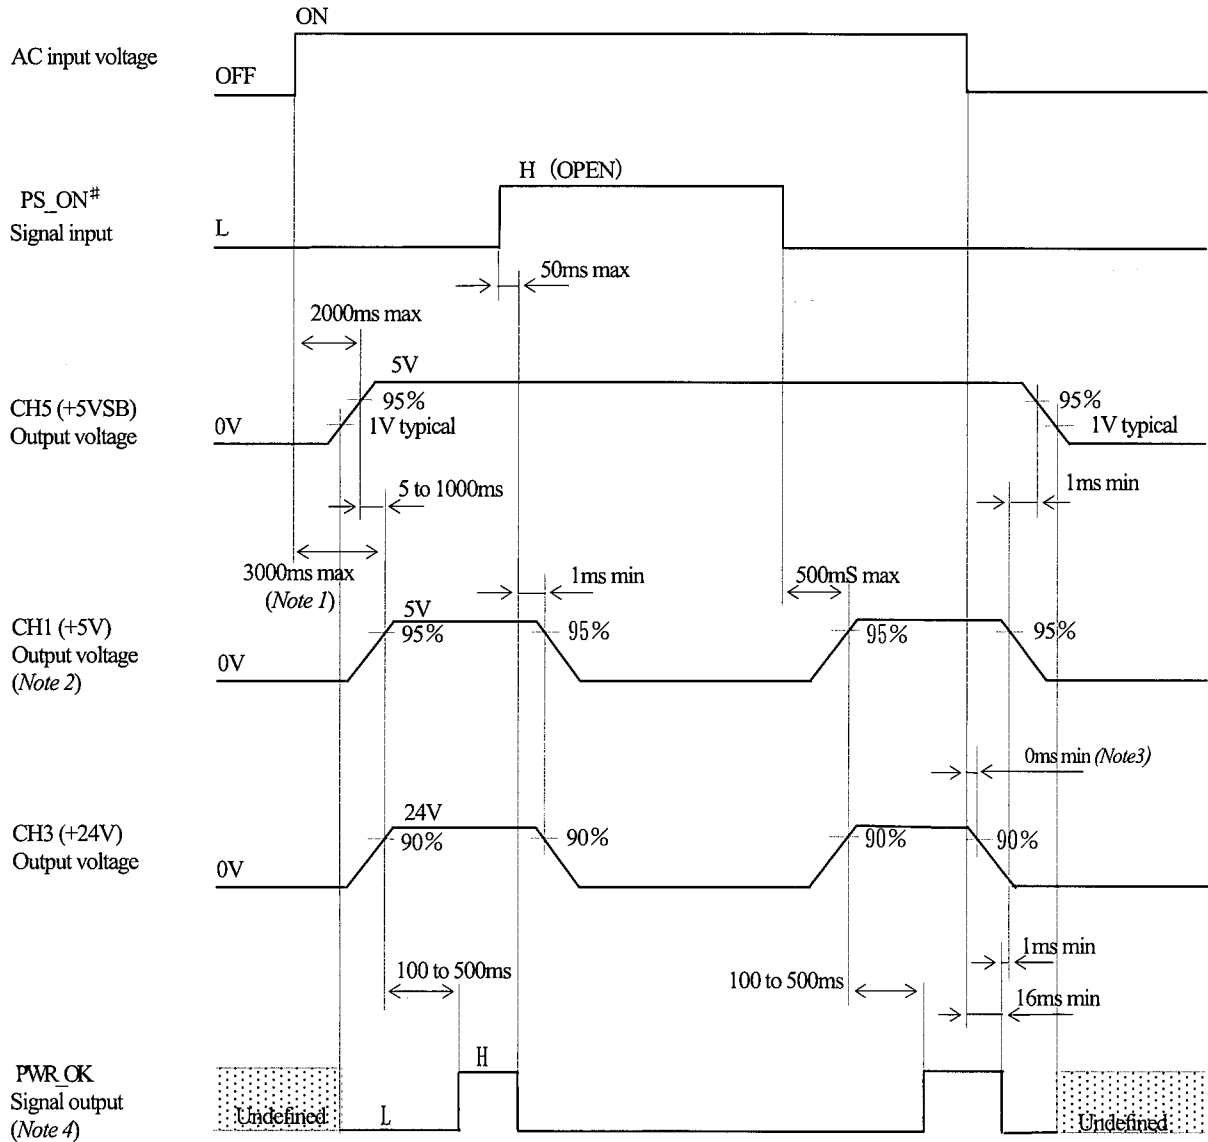 ON
AC input voltage
OFF
H (OPEN)
PS_ON#
Signal input
L
50ms max
2000ms max
5V
CH5 (+5VSB)
Output voltage
0V
95%
1V typical
95%
1V typical
5 to 1000ms
1ms min
3000ms max
(Note 1)
1ms min
500mS max
CH1 (+5V)
Output voltage
(Note 2)
0V
5V
95%
95%
95%
95%
0ms min (Note3)
CH3 (+24V)
Output voltage
0V
24V
90%
90%
90%
90%
1ms min
100 to 500ms
100 to 500ms
16ms min
PWR_OK
Signal output
(Note 4)
Undefined
L
H
Undefined